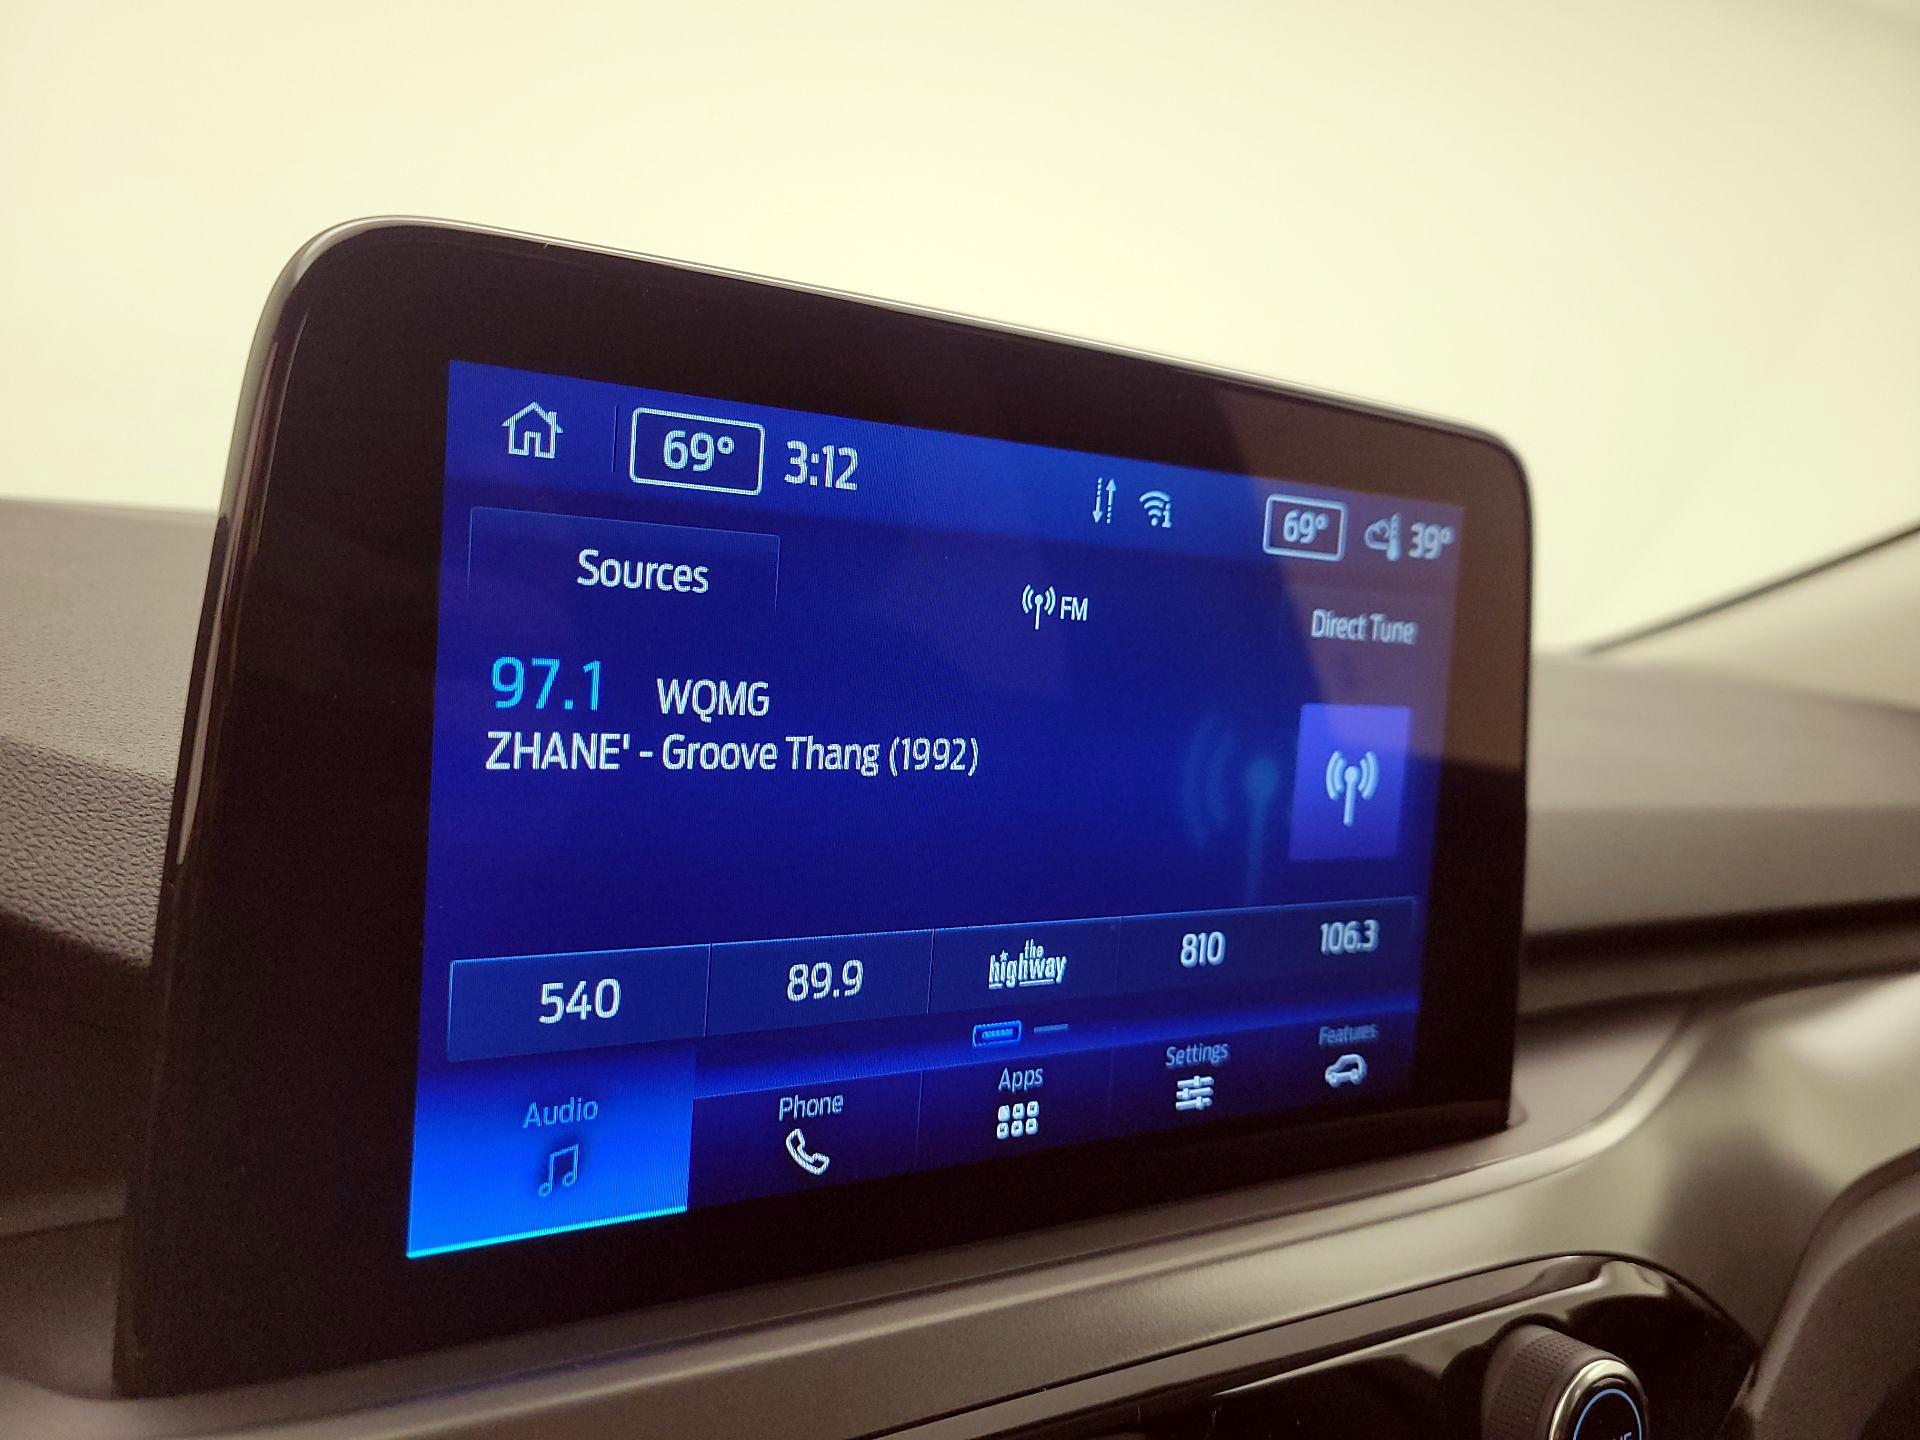 69° 3:12 69° 39°
Sources FM Direct Tune
97.1 WQMG
ZHANE' - Groove Thang (1992)
540 89.9 the highway 810 106.3
Audio Phone Apps Settings Features